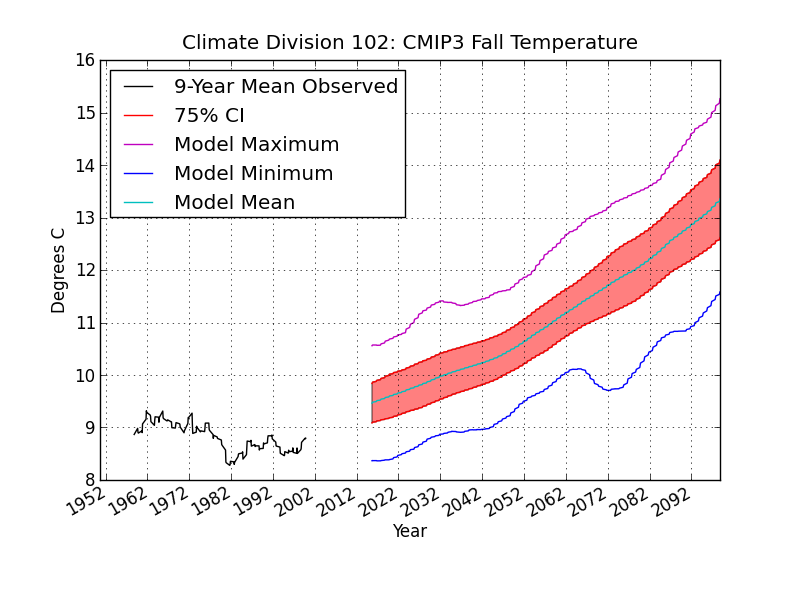 Climate Division 102: CMIP3 Fall Temperature
16
15
14
13
12
11
10
9
8
Degrees C
9-Year Mean Observed
75% CI
Model Maximum
Model Minimum
Model Mean
1952 1962 1972 1982 1992 2002 2012 2022 2032 2042 2052 2062 2072 2082 2092
Year